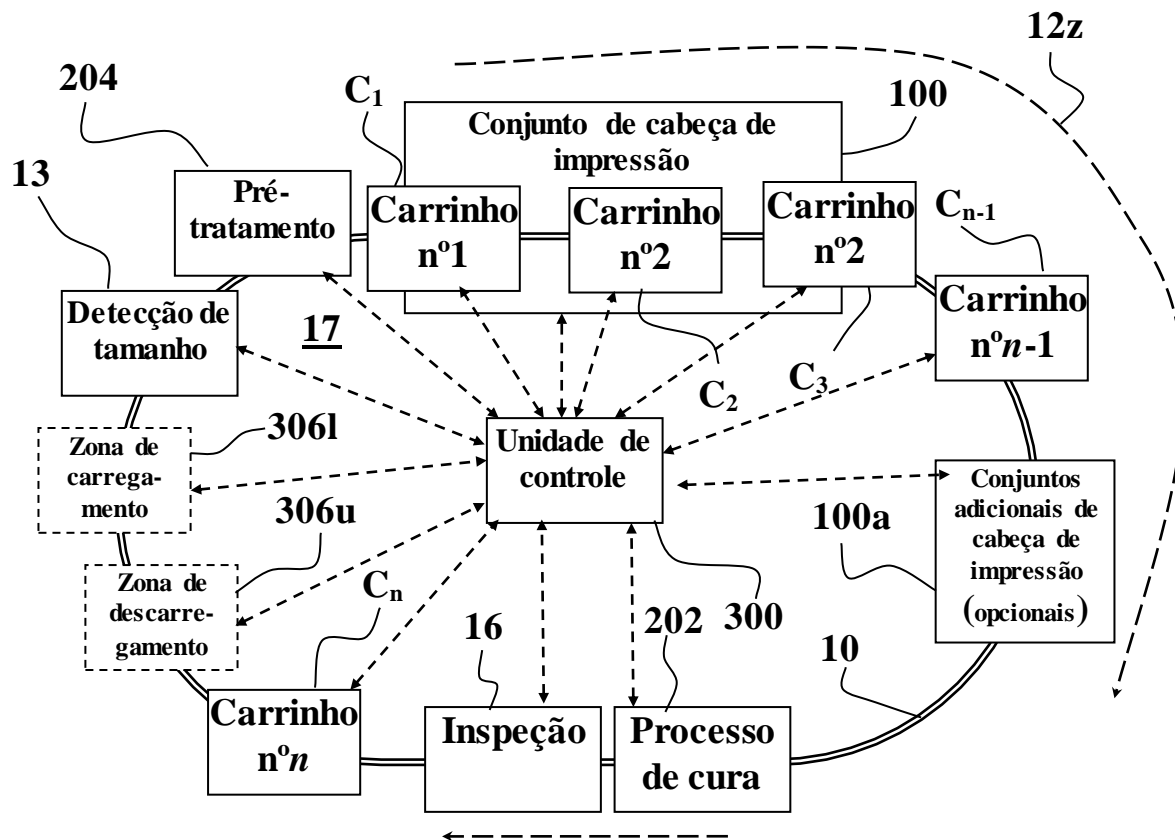 12z
204
C1
100
Conjunto de cabeça de
impressão
13
Pré-
tratamento
Carrinho
nº1
Carrinho
nº2
Carrinho
nº2
Cn-1
Detecção de
tamanho
17
Carrinho
nºn-1
C2
C3
Zona de
carrega-
mento
306l
Unidade de
controle
Conjuntos
adicionais de
cabeça de
impressão
(opcionais)
100a
306u
Zona de
descarre-
gamento
Cn
16
202
300
10
Carrinho
nºn
Inspeção
Processo
de cura